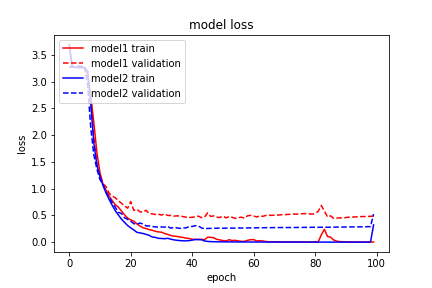 model loss
model1 train
model1 validation
model2 train
model2 validation
loss
3.5
3.0
2.5
2.0
1.5
1.0
0.5
0.0
0
20
40
60
80
100
epoch